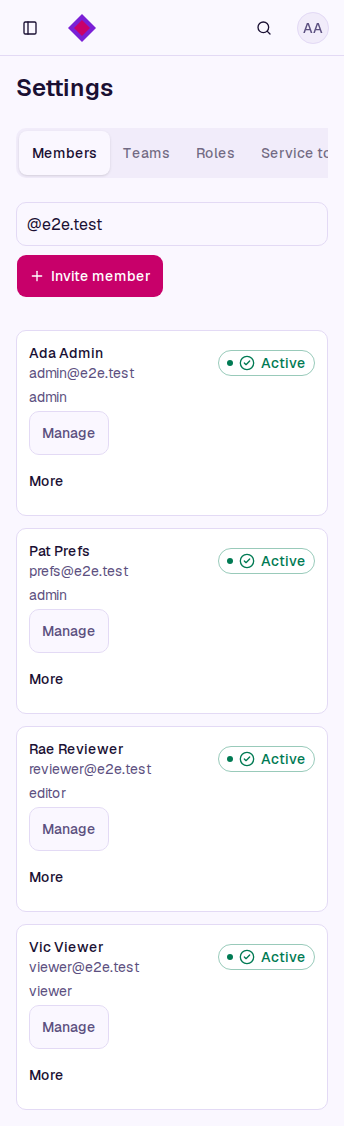 AA
Settings
Members Teams Roles Service to
@e2e.test
+ Invite member
Ada Admin
Active
admin@e2e.test
admin
Manage
More
Pat Prefs
Active
prefs@e2e.test
admin
Manage
More
Rae Reviewer
Active
reviewer@e2e.test
editor
Manage
More
Vic Viewer
Active
viewer@e2e.test
viewer
Manage
More